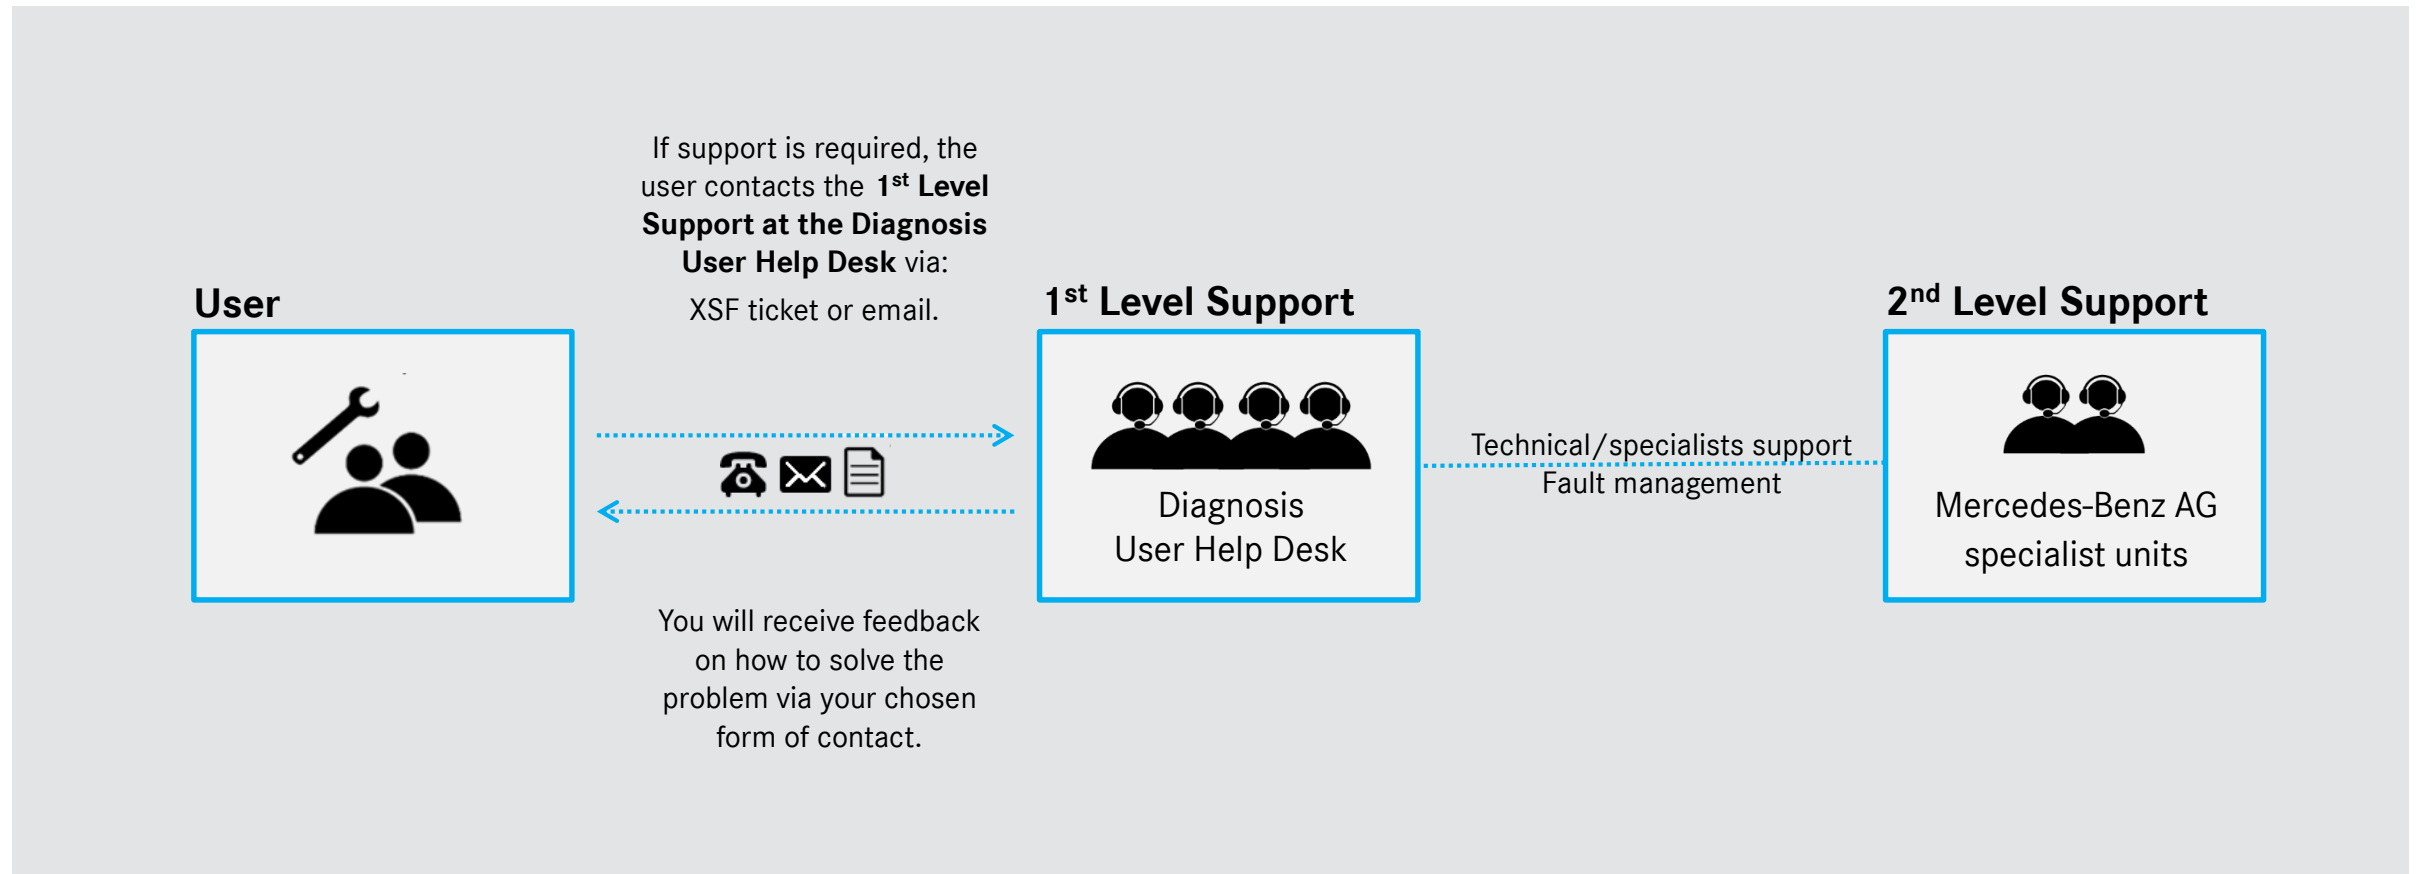 If support is required, the
user contacts the 1st Level
Support at the Diagnosis
User Help Desk via:
XSF ticket or email.
User
1st Level Support
2nd Level Support
Technical/specialists support
Fault management
Diagnosis
User Help Desk
Mercedes-Benz AG
specialist units
You will receive feedback
on how to solve the
problem via your chosen
form of contact.